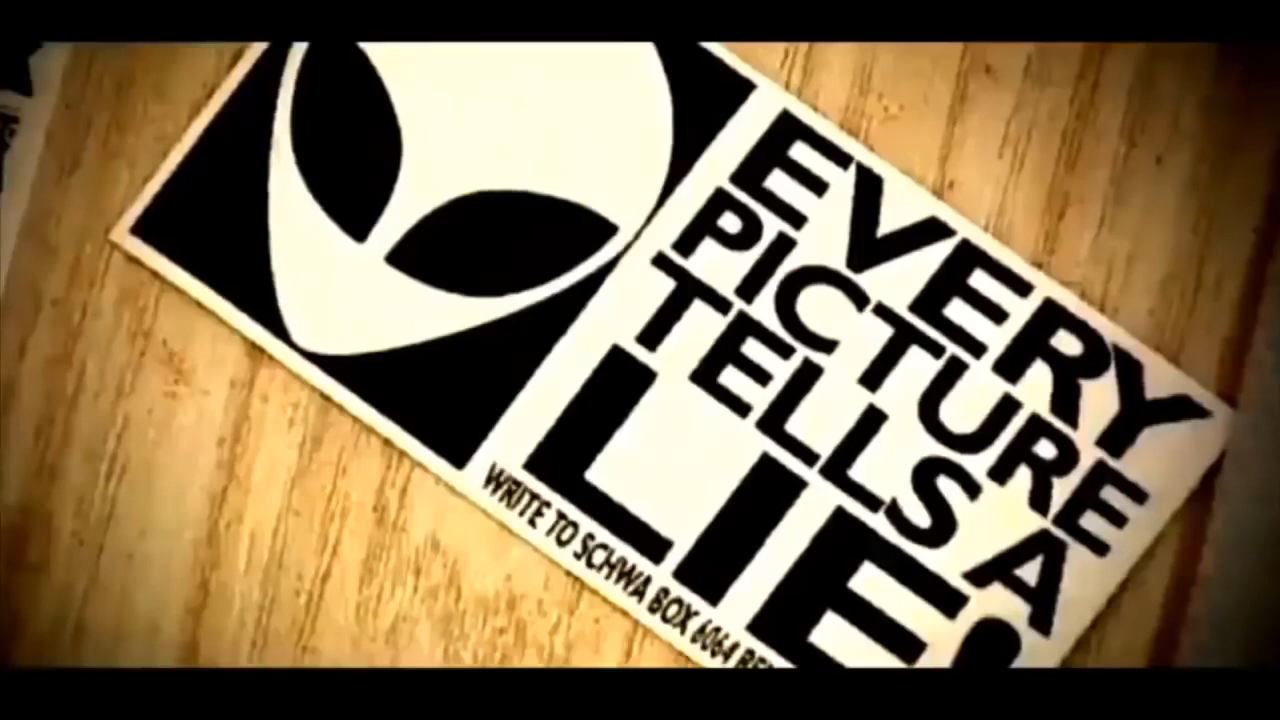 EVERY
PICTURE
TELLS A
LIE!
WRITE TO SCHWA BOX 6064